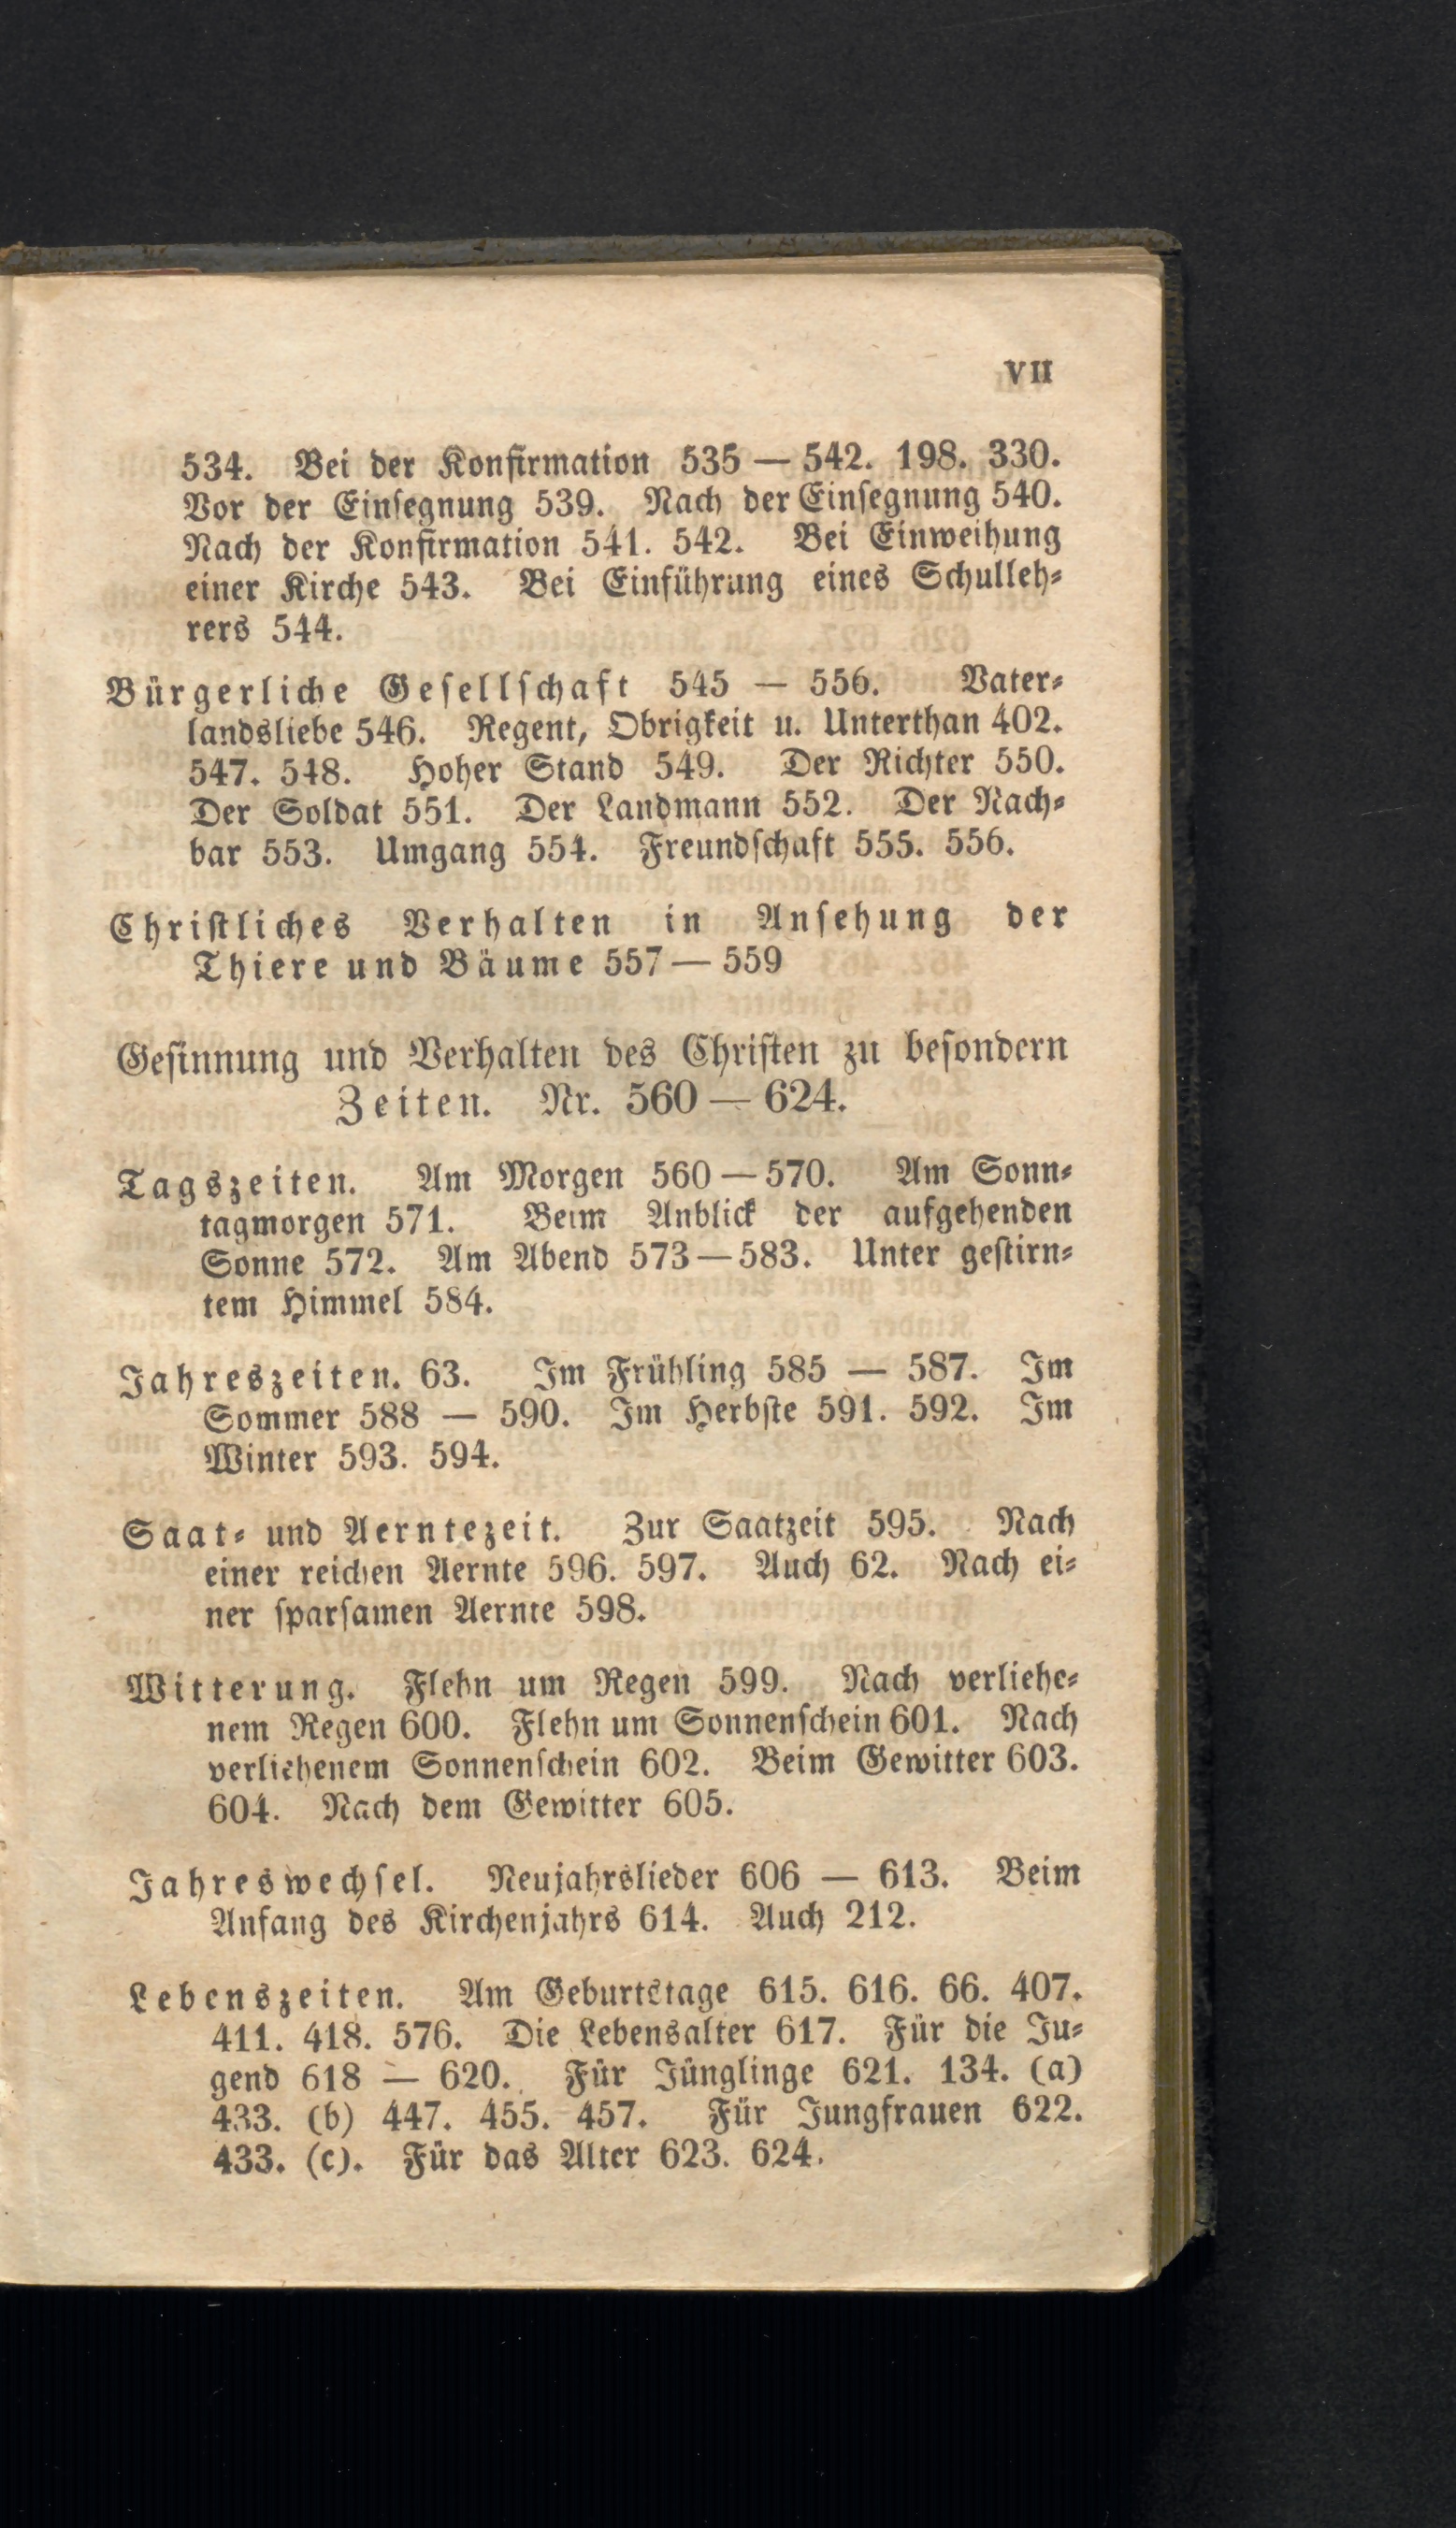 VII
534. Bei der Konfirmation 535 — 542. 198. 330.
Vor der Einſegnung 539. Nach der Einſegnung 540.
Nach der Konfirmation 541. 542. Bei Einweihung
einer Kirche 543. Bei Einführung eines Schulleh⸗
rers 544.
Bürgerliche Geſellſchaft 545 — 556. Vater⸗
landsliebe 546. Regent, Obrigkeit u. Unterthan 402.
547. 548. Hoher Stand 549. Der Richter 550.
Der Soldat 551. Der Landmann 552. Der Nach⸗
bar 553. Umgang 554. Freundſchaft 555. 556.
Chriſtliches Verhalten in Anſehung der
Thiere und Bäume 557 — 559
Geſinnung und Verhalten des Chriſten zu beſondern
Zeiten. Nr. 560 — 624.
Tagszeiten. Am Morgen 560 — 570. Am Sonn⸗
tagmorgen 571. Beim Anblick der aufgehenden
Sonne 572. Am Abend 573 — 583. Unter geſtirn⸗
tem Himmel 584.
Jahreszeiten. 63. Im Frühling 585 — 587. Im
Sommer 588 — 590. Im Herbſte 591. 592. Im
Winter 593. 594.
Saat⸗ und Aerntezeit. Zur Saatzeit 595. Nach
einer reichen Aernte 596. 597. Auch 62. Nach ei⸗
ner ſparſamen Aernte 598.
Witterung. Flehn um Regen 599. Nach verliehe⸗
nem Regen 600. Flehn um Sonnenſchein 601. Nach
verliehenem Sonnenſchein 602. Beim Gewitter 603.
604. Nach dem Gewitter 605.
Jahreswechſel. Neujahrslieder 606 — 613. Beim
Anfang des Kirchenjahrs 614. Auch 212.
Lebenszeiten. Am Geburtstage 615. 616. 66. 407.
411. 418. 576. Die Lebensalter 617. Für die Ju⸗
gend 618 — 620. Für Jünglinge 621. 134. (a)
433. (b) 447. 455. 457. Für Jungfrauen 622.
433. (c). Für das Alter 623. 624.